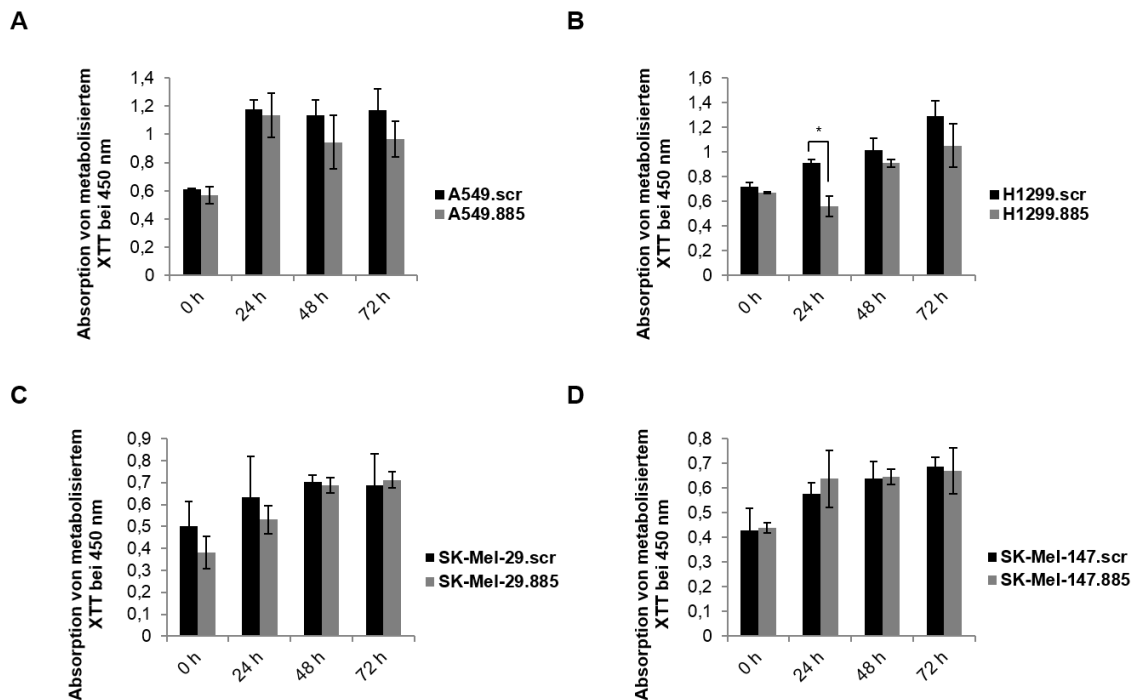 A
Absorption von metabolisiertem
XTT bei 450 nm
1,4
1,2
1
0,8
0,6
0,4
0,2
0
0 h
24 h
48 h
72 h
A549.scr
A549.885
B
Absorption von metabolisiertem
XTT bei 450 nm
1,6
1,4
1,2
1
0,8
0,6
0,4
0,2
0
*
0 h
24 h
48 h
72 h
H1299.scr
H1299.885
C
Absorption von metabolisiertem
XTT bei 450 nm
0,9
0,8
0,7
0,6
0,5
0,4
0,3
0,2
0,1
0
0 h
24 h
48 h
72 h
SK-Mel-29.scr
SK-Mel-29.885
D
Absorption von metabolisiertem
XTT bei 450 nm
0,8
0,7
0,6
0,5
0,4
0,3
0,2
0,1
0
0 h
24 h
48 h
72 h
SK-Mel-147.scr
SK-Mel-147.885